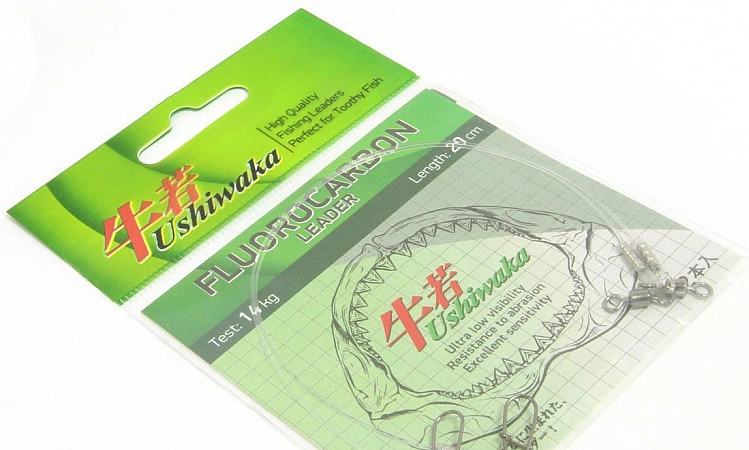 牛若
Ushiwaka
High Quality
Fishing Leaders
Perfect for Toothy Fish
FLUOROCARBON
LEADER
Test: 14 kg
Length: 20 cm
牛若
Ushiwaka
Ultra low visibility
Resistance to abrasion
Excellent sensitivity
本入